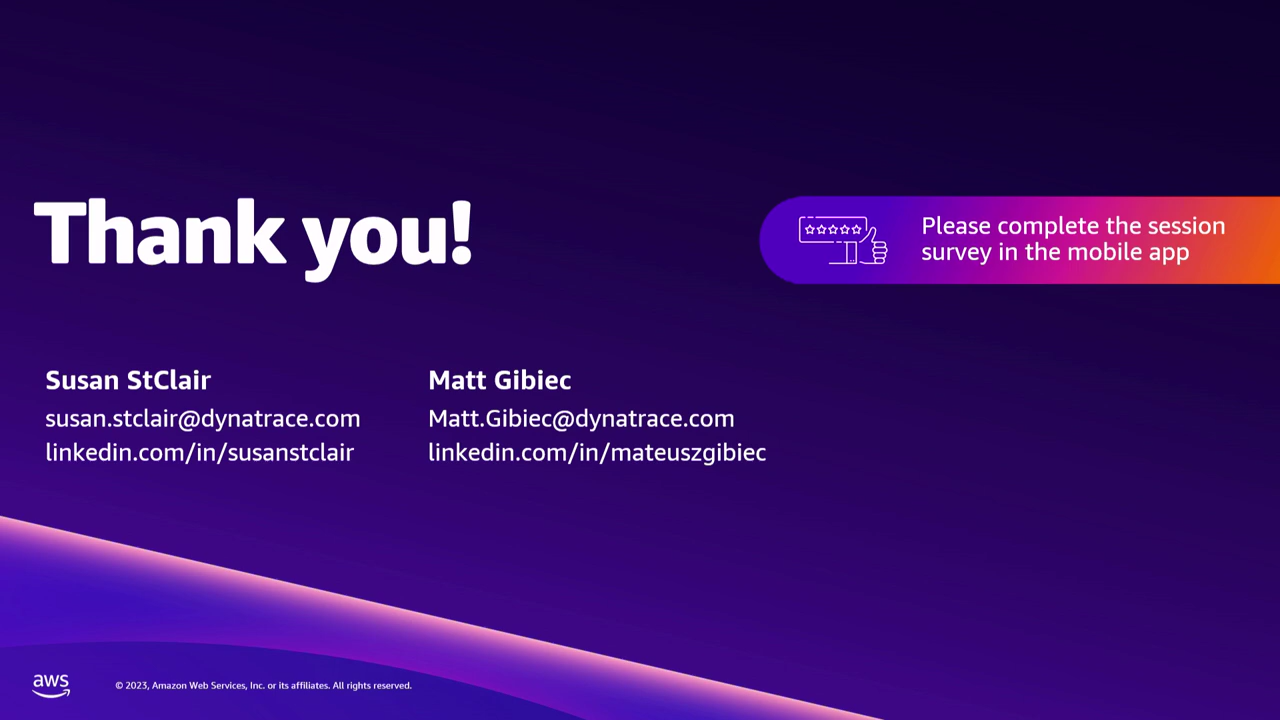 Thank you!
Please complete the session
survey in the mobile app
Susan StClair
susan.stclair@dynatrace.com
linkedin.com/in/susanstclair
Matt Gibiec
Matt.Gibiec@dynatrace.com
linkedin.com/in/mateuszgibiec
aws
© 2023, Amazon Web Services, Inc. or its affiliates. All rights reserved.